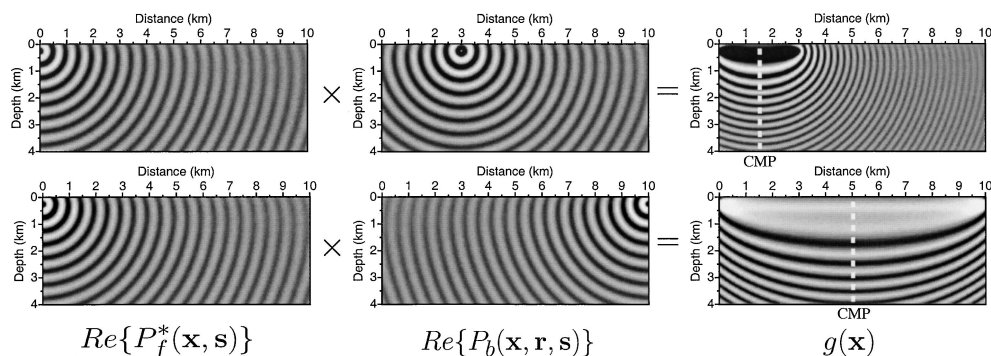 Distance (km) Distance (km) Distance (km)
0 1 2 3 4 5 6 7 8 9 10 0 1 2 3 4 5 6 7 8 9 10 0 1 2 3 4 5 6 7 8 9 10
Depth (km) 0 1 2 3 4 × Depth (km) 0 1 2 3 4 = Depth (km) 0 1 2 3 4
CMP
Distance (km) Distance (km) Distance (km)
0 1 2 3 4 5 6 7 8 9 10 0 1 2 3 4 5 6 7 8 9 10 0 1 2 3 4 5 6 7 8 9 10
Depth (km) 0 1 2 3 4 × Depth (km) 0 1 2 3 4 = Depth (km) 0 1 2 3 4
CMP
Re{P_f^*(x, s)} Re{P_b(x, r, s)} g(x)